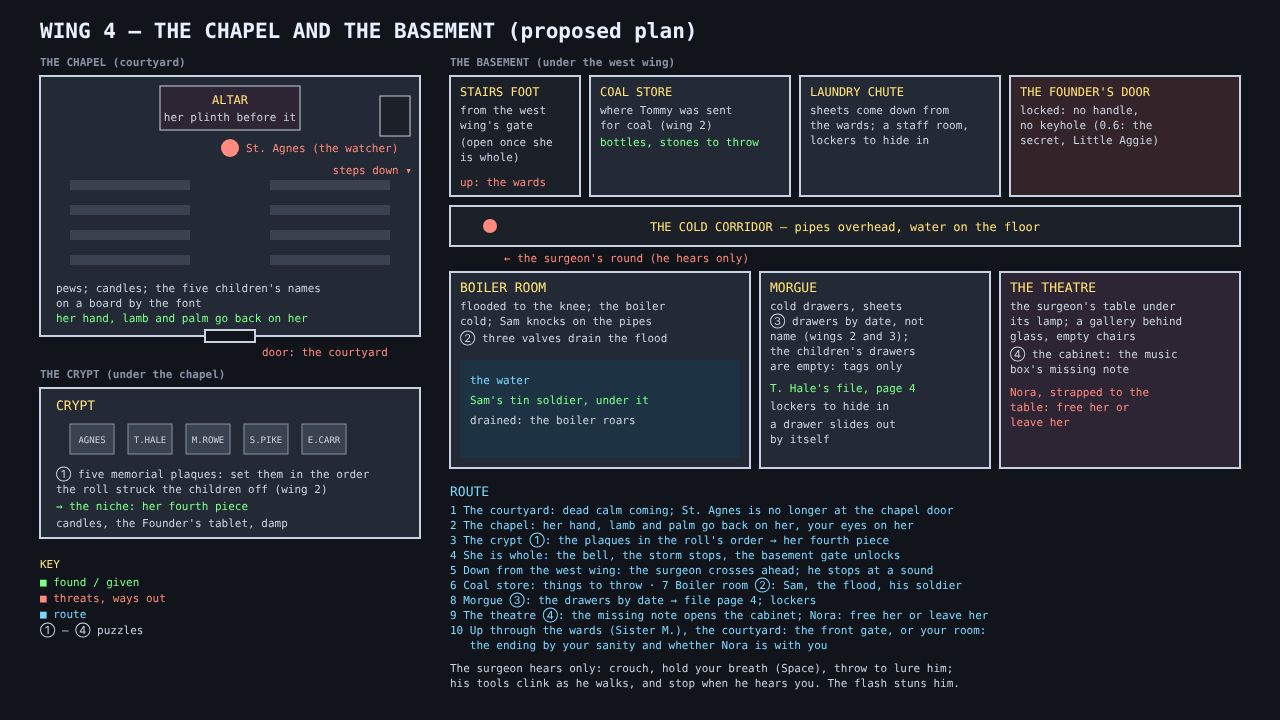 WING 4 — THE CHAPEL AND THE BASEMENT (proposed plan)
THE CHAPEL (courtyard)
ALTAR
her plinth before it
St. Agnes (the watcher)
steps down ▾
pews; candles; the five children's names
on a board by the font
her hand, lamb and palm go back on her
door: the courtyard
THE CRYPT (under the chapel)
CRYPT
AGNES
T.HALE
M.ROWE
S.PIKE
E.CARR
① five memorial plaques: set them in the order
the roll struck the children off (wing 2)
→ the niche: her fourth piece
candles, the Founder's tablet, damp
KEY
■ found / given
■ threats, ways out
■ route
① — ④ puzzles
THE BASEMENT (under the west wing)
STAIRS FOOT
from the west
wing's gate
(open once she
is whole)
up: the wards
COAL STORE
where Tommy was sent
for coal (wing 2)
bottles, stones to throw
LAUNDRY CHUTE
sheets come down from
the wards; a staff room,
lockers to hide in
THE FOUNDER'S DOOR
locked: no handle,
no keyhole (0.6: the
secret, Little Aggie)
THE COLD CORRIDOR — pipes overhead, water on the floor
← the surgeon's round (he hears only)
BOILER ROOM
flooded to the knee; the boiler
cold; Sam knocks on the pipes
② three valves drain the flood
the water
Sam's tin soldier, under it
drained: the boiler roars
MORGUE
cold drawers, sheets
③ drawers by date, not
name (wings 2 and 3);
the children's drawers
are empty: tags only
T. Hale's file, page 4
lockers to hide in
a drawer slides out
by itself
THE THEATRE
the surgeon's table under
its lamp; a gallery behind
glass, empty chairs
④ the cabinet: the music
box's missing note
Nora, strapped to the
table: free her or
leave her
ROUTE
1 The courtyard: dead calm coming; St. Agnes is no longer at the chapel door
2 The chapel: her hand, lamb and palm go back on her, your eyes on her
3 The crypt ①: the plaques in the roll's order → her fourth piece
4 She is whole: the bell, the storm stops, the basement gate unlocks
5 Down from the west wing: the surgeon crosses ahead; he stops at a sound
6 Coal store: things to throw · 7 Boiler room ②: Sam, the flood, his soldier
8 Morgue ③: the drawers by date → file page 4; lockers
9 The theatre ④: the missing note opens the cabinet; Nora: free her or leave her
10 Up through the wards (Sister M.), the courtyard: the front gate, or your room:
the ending by your sanity and whether Nora is with you
The surgeon hears only: crouch, hold your breath (Space), throw to lure him;
his tools clink as he walks, and stop when he hears you. The flash stuns him.